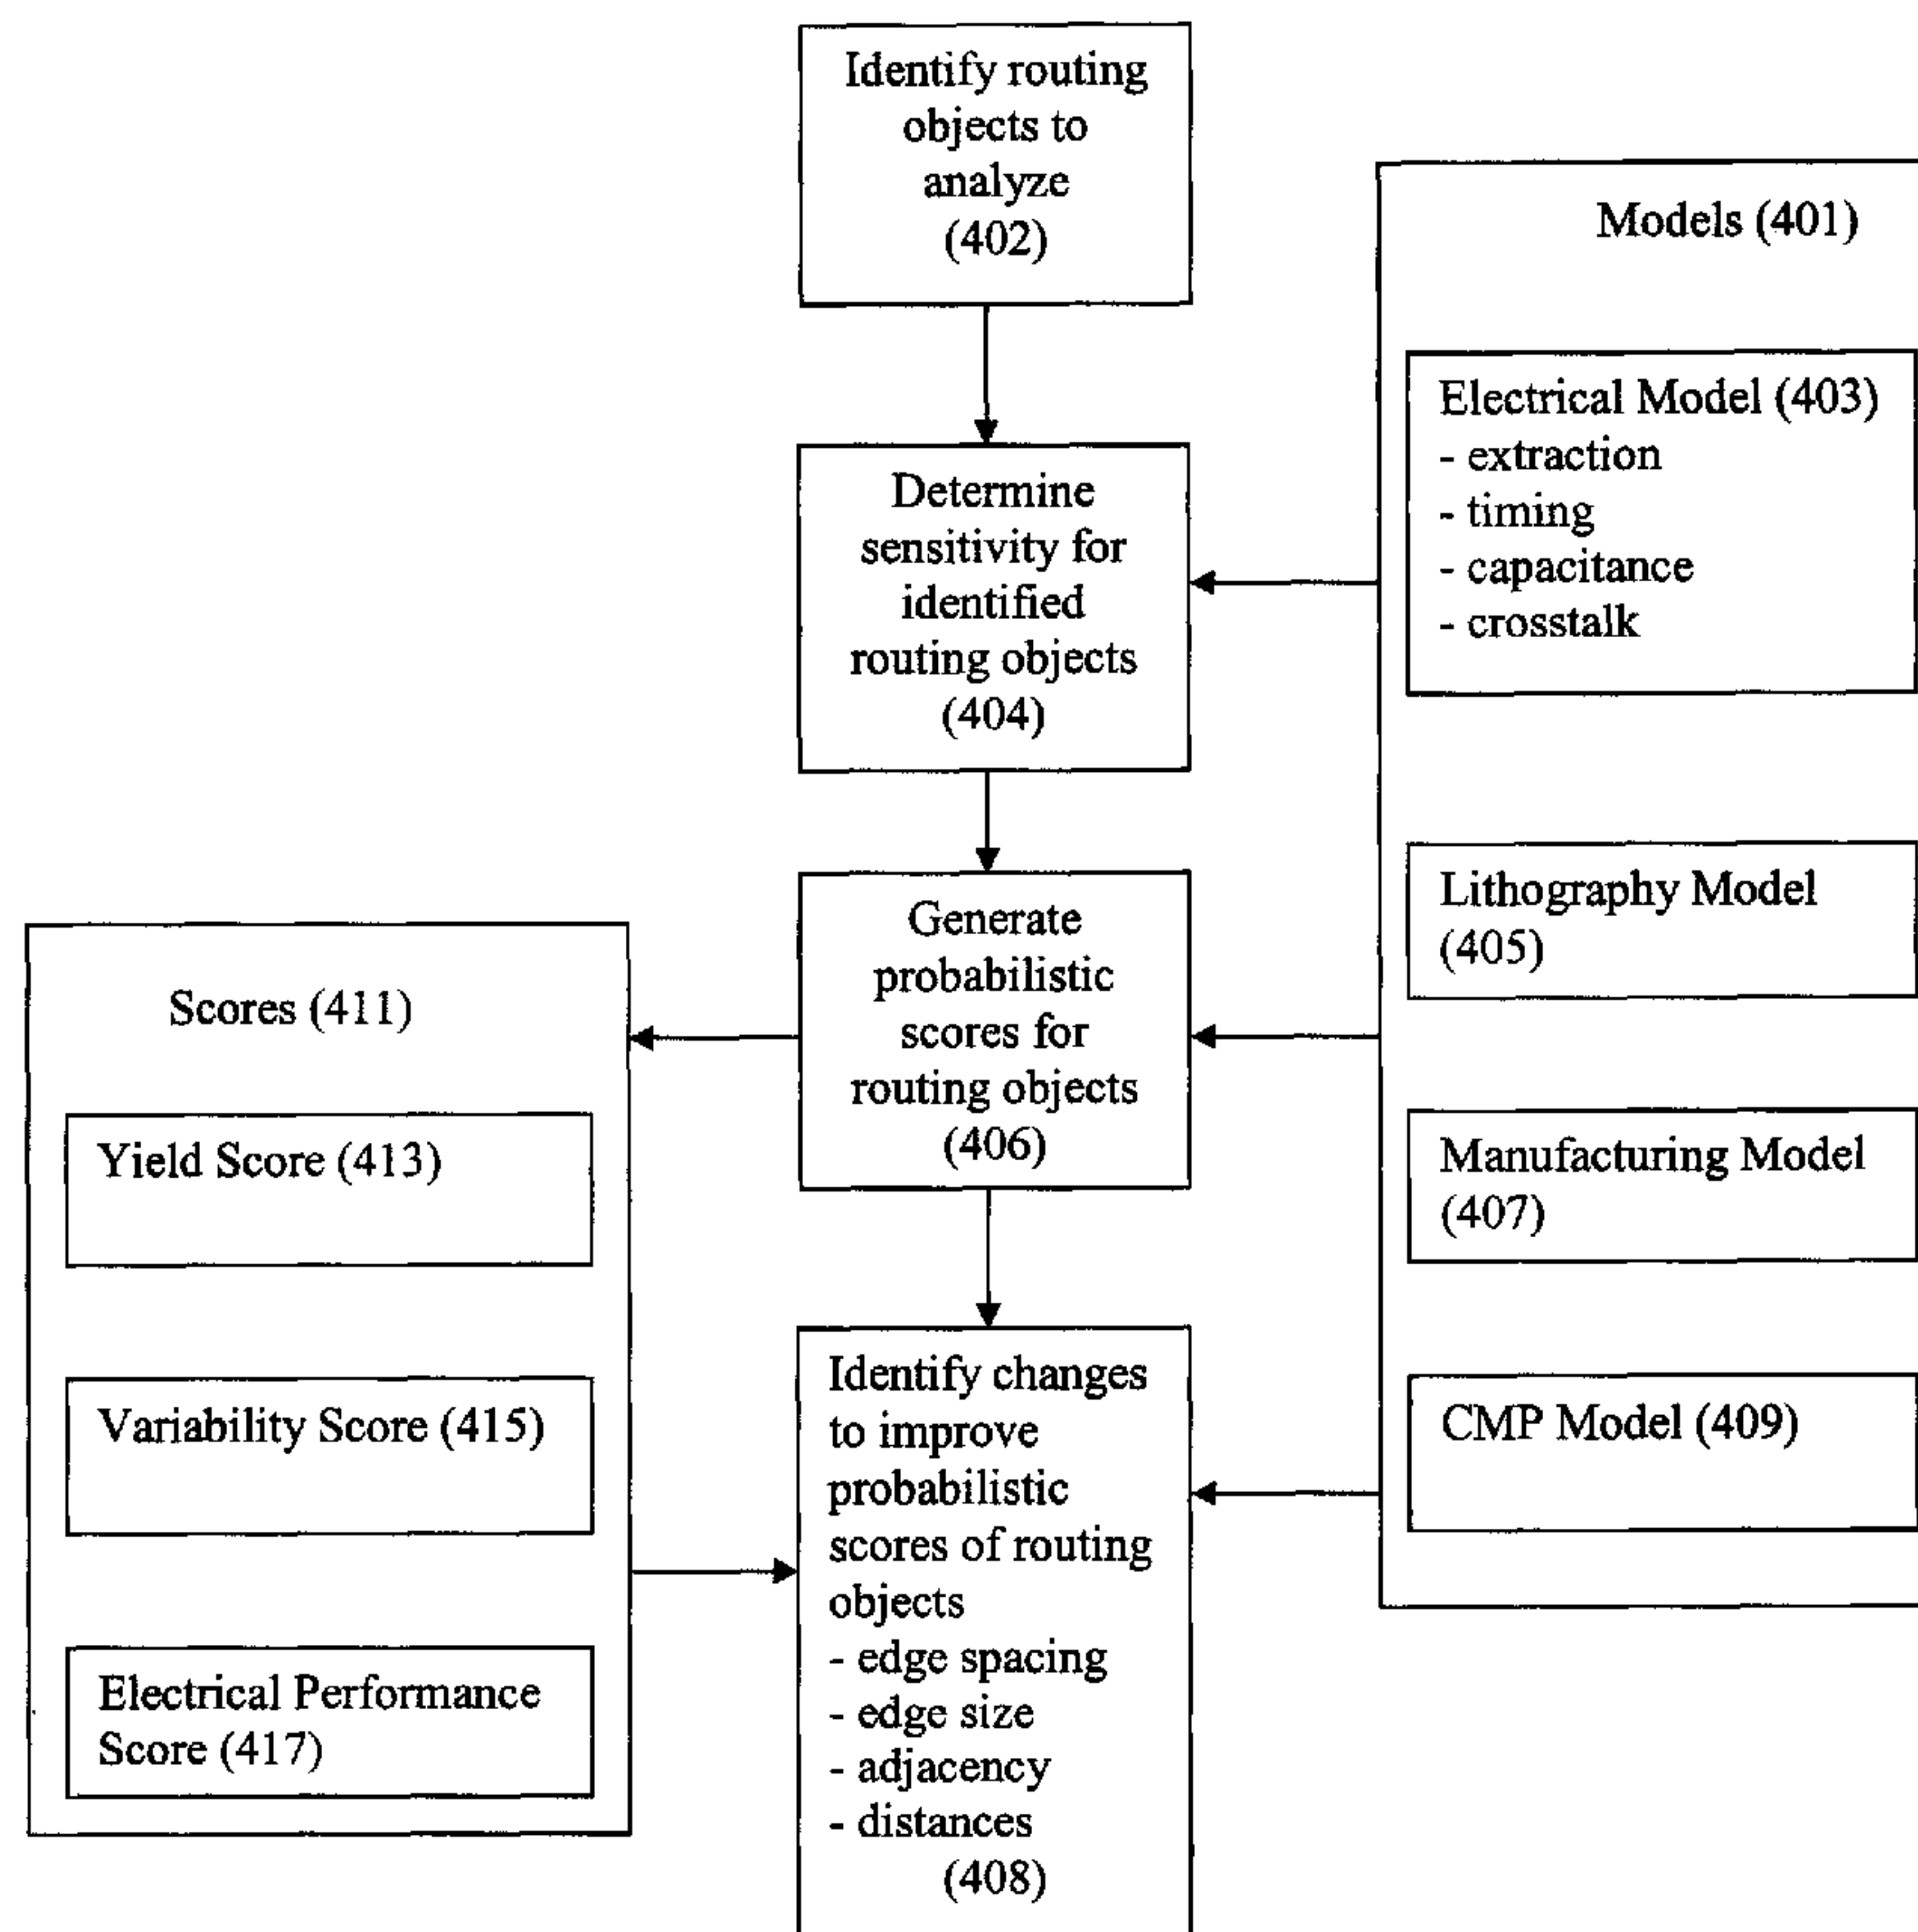 Identify routing
objects to
analyze
(402)
Models (401)
Electrical Model (403)
- extraction
- timing
- capacitance
- crosstalk
Determine
sensitivity for
identified
routing objects
(404)
Lithography Model
(405)
Generate
probabilistic
scores for
routing objects
(406)
Scores (411)
Yield Score (413)
Manufacturing Model
(407)
Variability Score (415)
Identify changes
to improve
probabilistic
scores of routing
objects
- edge spacing
- edge size
- adjacency
- distances
(408)
CMP Model (409)
Electrical Performance
Score (417)